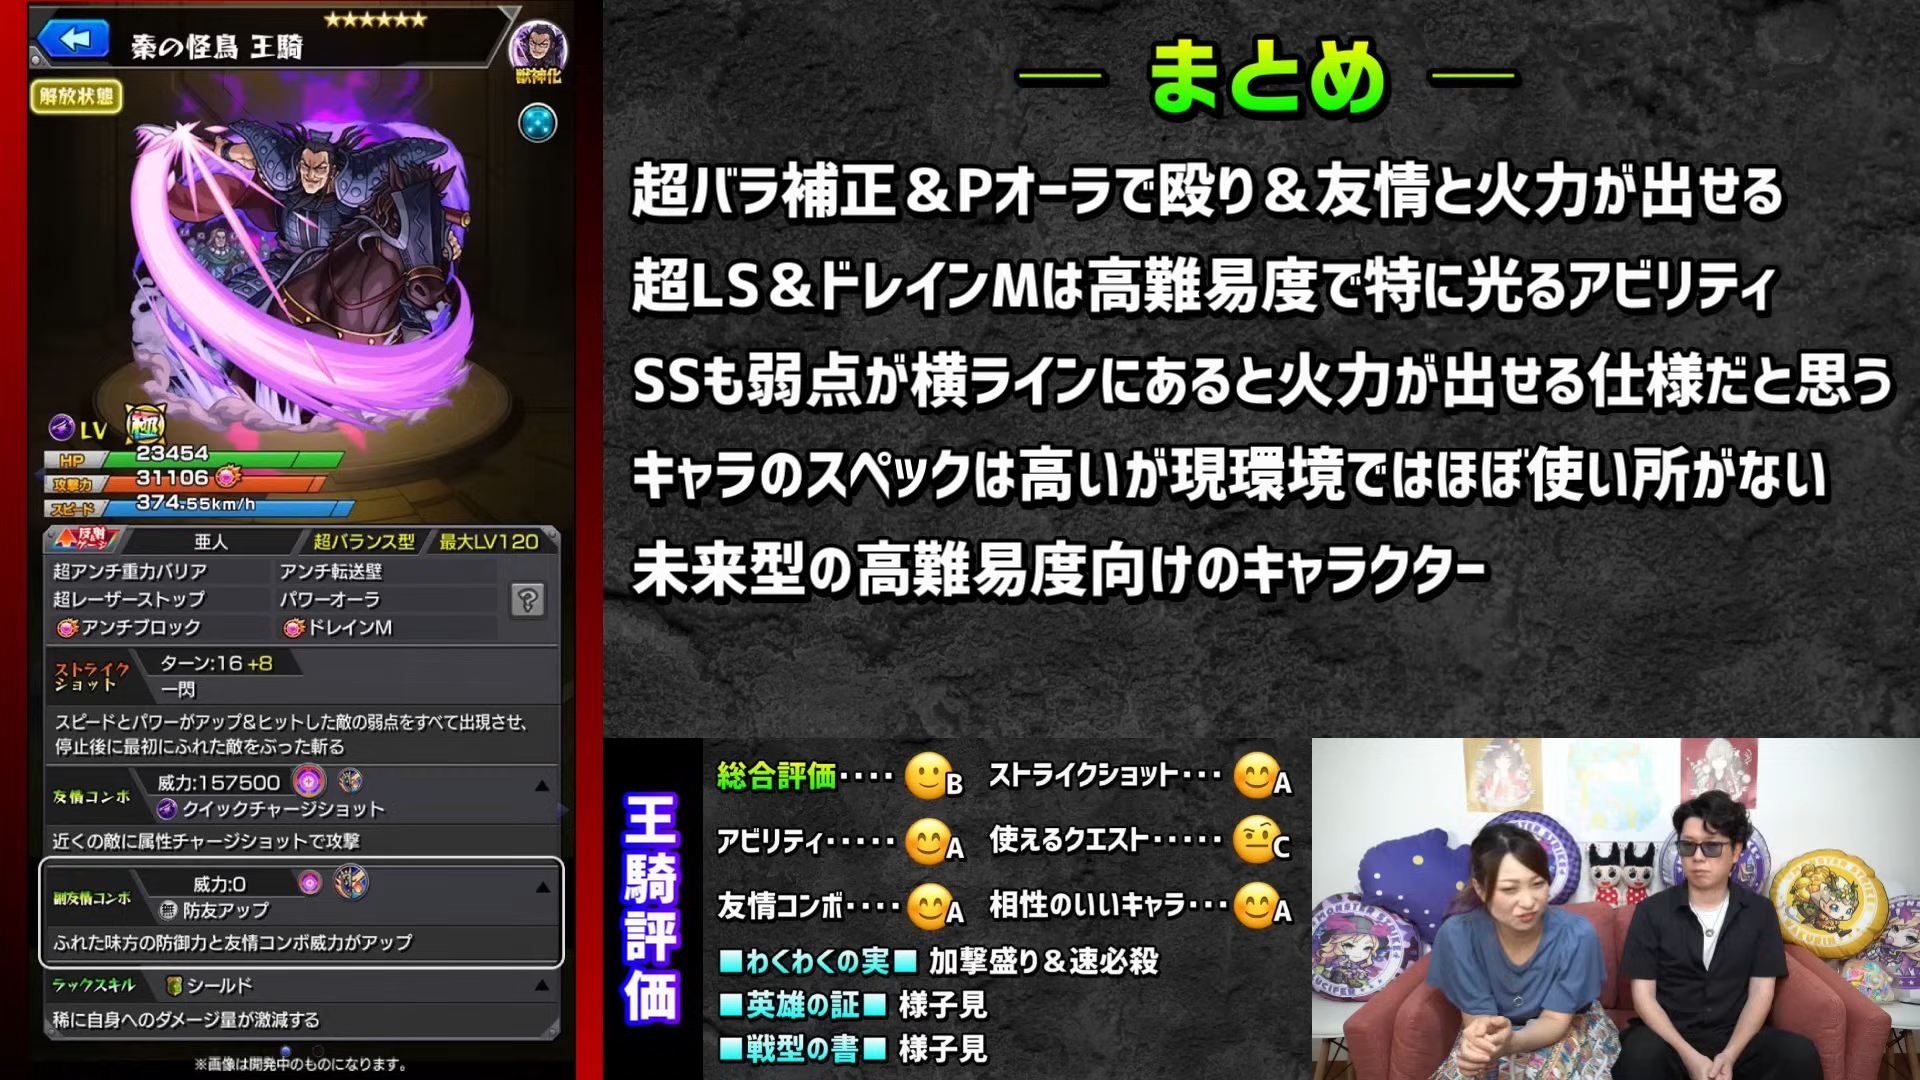 ★★★★★★
秦の怪鳥 王騎
獣神化
解放状態
LV 極
HP 23454
攻撃力 31106
スピード 374.55km/h
反射 ゲージ 亜人 超バランス型 最大LV120
超アンチ重力バリア アンチ転送壁
超レーザーストップ パワーオーラ
アンチブロック ドレインM
?
ストライクショット ターン:16 +8
一閃
スピードとパワーがアップ&ヒットした敵の弱点をすべて出現させ、
停止後に最初にふれた敵をぶった斬る
友情コンボ 威力:157500
クイックチャージショット
近くの敵に属性チャージショットで攻撃
副友情コンボ 威力:0
無 防友アップ
ふれた味方の防御力と友情コンボ威力がアップ
ラックスキル シールド
稀に自身へのダメージ量が激減する
※画像は開発中のものになります。
まとめ
超バラ補正&Pオーラで殴り&友情と火力が出せる
超LS&ドレインMは高難易度で特に光るアビリティ
SSも弱点が横ラインにあると火力が出せる仕様だと思う
キャラのスペックは高いが現環境ではほぼ使い所がない
未来型の高難易度向けのキャラクター
王騎評価
総合評価････ B ストライクショット･･･ A
アビリティ･････ A 使えるクエスト･････ C
友情コンボ････ A 相性のいいキャラ･･･ A
■わくわくの実■ 加撃盛り&速必殺
■英雄の証■ 様子見
■戦型の書■ 様子見